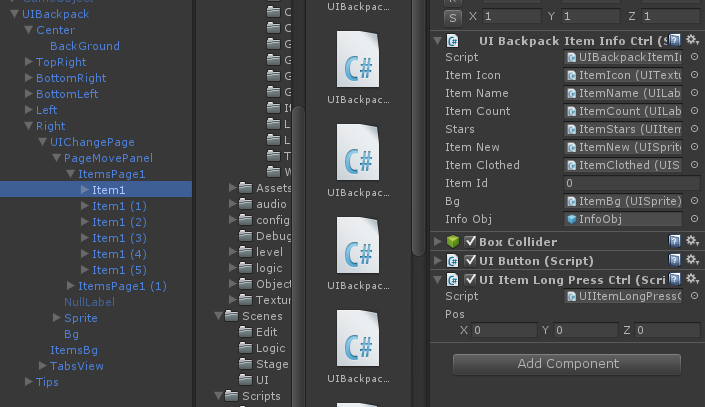 UIBackpack
Center
BackGround
TopRight
BottomRight
BottomLeft
Left
Right
UIChangePage
PageMovePanel
ItemsPage1
Item1
Item1 (1)
Item1 (2)
Item1 (3)
Item1 (4)
Item1 (5)
ItemsPage1 (1)
NullLabel
Sprite
Bg
ItemsBg
TabsView
Tips
Assets
audio
config
Debug
level
logic
Object
Textur
Scenes
Edit
Logic
Stage
UI
Scripts
C#
UIBackpac...
C#
UIBackpac...
C#
UIBackpac...
C#
UIBackpac...
S X 1 Y 1 Z 1
UI Backpack Item Info Ctrl (S
Script UIBackpackItemI
Item Icon ItemIcon (UITextu
Item Name ItemName (UILab
Item Count ItemCount (UILab
Stars ItemStars (UIItem
Item New ItemNew (UISprit
Item Clothed ItemClothed (UIS
Item Id 0
Bg ItemBg (UISprite)
Info Obj InfoObj
Box Collider
UI Button (Script)
UI Item Long Press Ctrl (Scri
Script UIItemLongPressC
Pos
X 0 Y 0 Z 0
Add Component